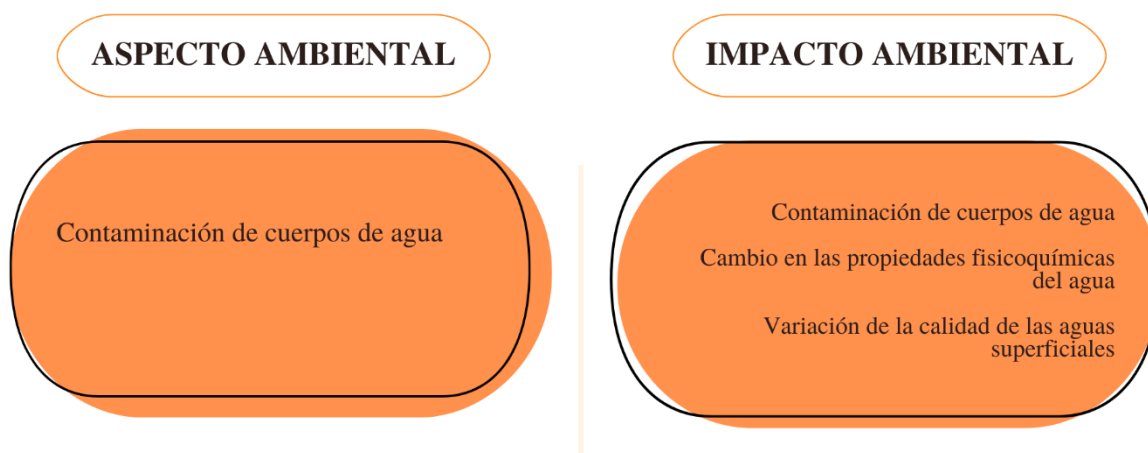 ASPECTO AMBIENTAL
Contaminación de cuerpos de agua
IMPACTO AMBIENTAL
Contaminación de cuerpos de agua
Cambio en las propiedades fisicoquímicas
del agua
Variación de la calidad de las aguas
superficiales